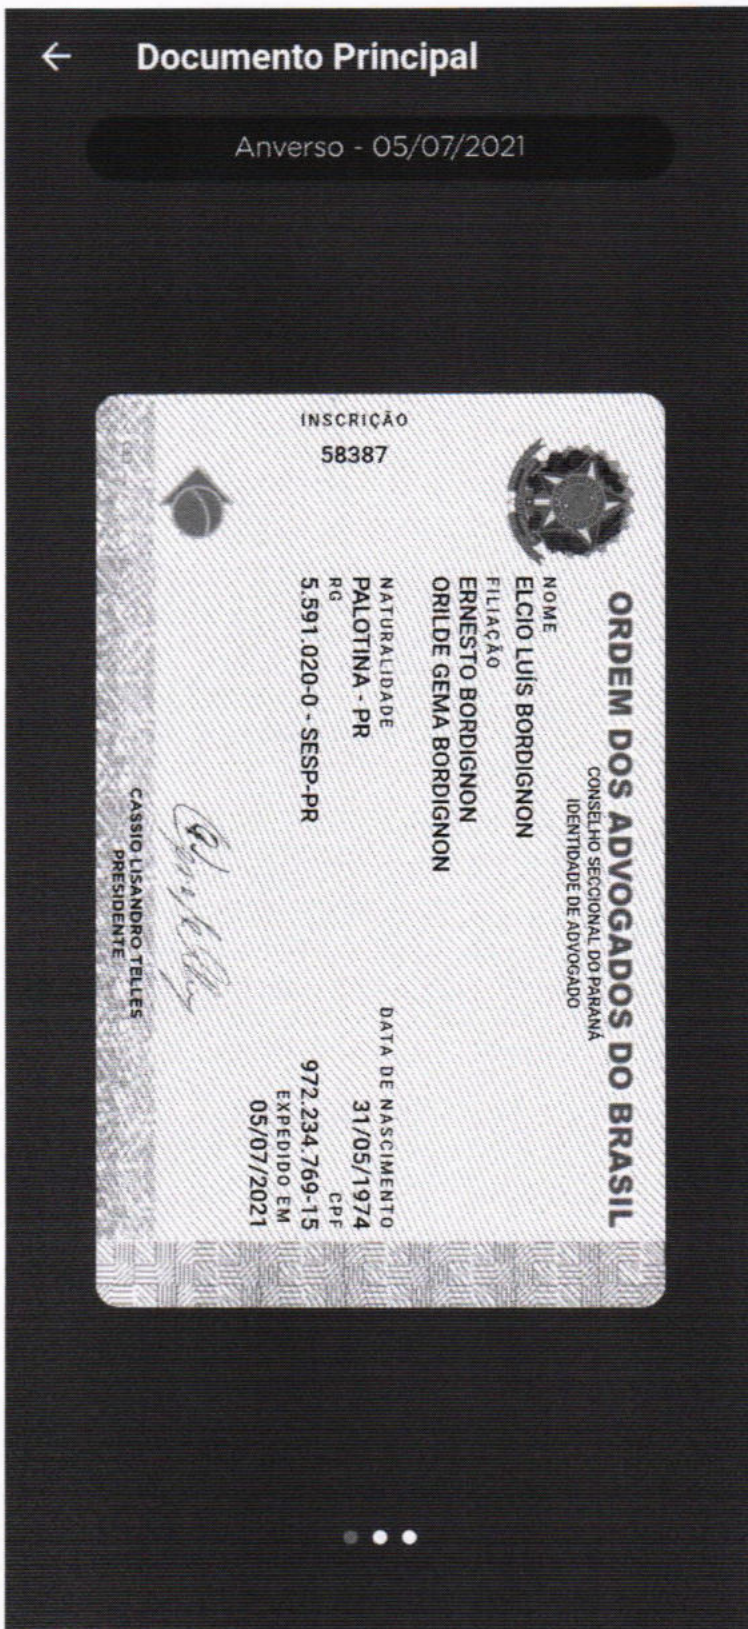 Documento Principal
Anverso - 05/07/2021
ORDEM DOS ADVOGADOS DO BRASIL
CONSELHO SECCIONAL DO PARANÁ
IDENTIDADE DE ADVOGADO
NOME
ELCIO LUÍS BORDIGNON
FILIAÇÃO
ERNESTO BORDIGNON
ORILDE GEMA BORDIGNON
INSCRIÇÃO
58387
NATURALIDADE
PALOTINA - PR
DATA DE NASCIMENTO
31/05/1974
RG
5.591.020-0 - SESP-PR
CPF
972.234.769-15
EXPEDIDO EM
05/07/2021
CÁSSIO LISANDRO TELLES
PRESIDENTE